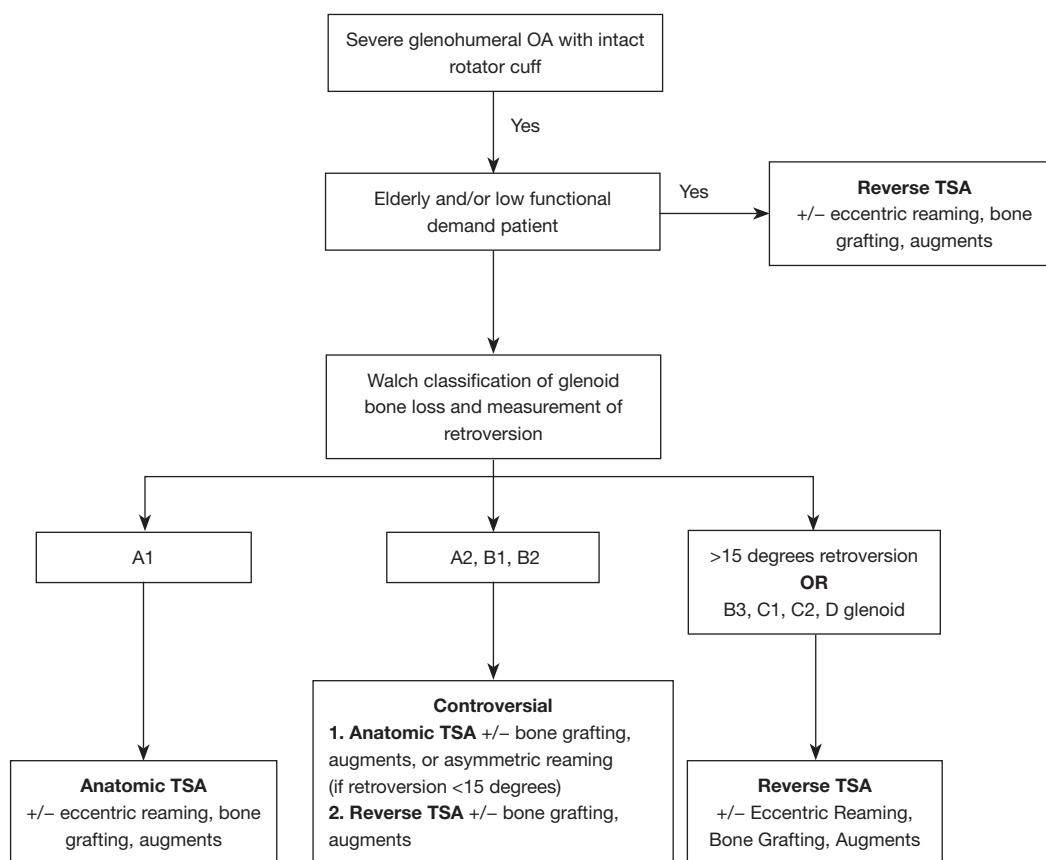 Severe glenohumeral OA with intact
rotator cuff
Yes
Elderly and/or low functional
demand patient
Yes
Reverse TSA
+/− eccentric reaming, bone
grafting, augments
Walch classification of glenoid
bone loss and measurement of
retroversion
A1
A2, B1, B2
>15 degrees retroversion
OR
B3, C1, C2, D glenoid
Anatomic TSA
+/− eccentric reaming, bone
grafting, augments
Controversial
1. Anatomic TSA +/− bone grafting,
augments, or asymmetric reaming
(if retroversion <15 degrees)
2. Reverse TSA +/− bone grafting,
augments
Reverse TSA
+/− Eccentric Reaming,
Bone Grafting, Augments